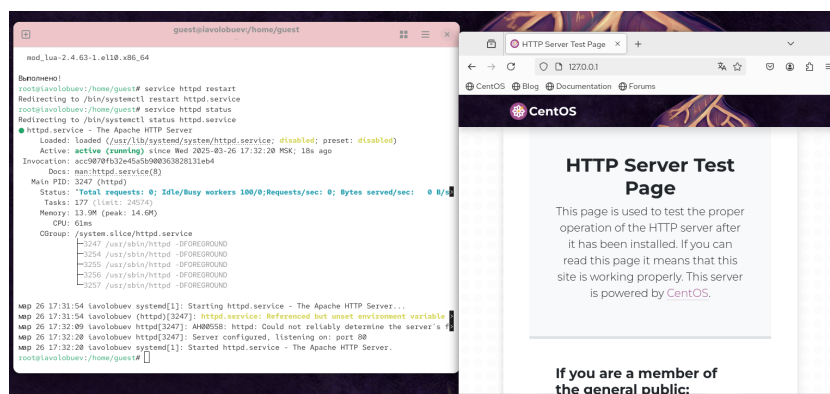 guest@iavolobuev:/home/guest
mod_lua-2.4.63-1.el10.x86_64
Выполнено!
root@iavolobuev:/home/guest# service httpd restart
Redirecting to /bin/systemctl restart httpd.service
root@iavolobuev:/home/guest# service httpd status
Redirecting to /bin/systemctl status httpd.service
● httpd.service - The Apache HTTP Server
Loaded: loaded (/usr/lib/systemd/system/httpd.service; disabled; preset: disabled)
Active: active (running) since Wed 2025-03-26 17:32:20 MSK; 18s ago
Invocation: acc9070fb32e45a5b900363828131eb4
Docs: man:httpd.service(8)
Main PID: 3247 (httpd)
Status: "Total requests: 0; Idle/Busy workers 100/0;Requests/sec: 0; Bytes served/sec: 0 B/s>
Tasks: 177 (limit: 24574)
Memory: 13.9M (peak: 14.6M)
CPU: 61ms
CGroup: /system.slice/httpd.service
├─3247 /usr/sbin/httpd -DFOREGROUND
├─3254 /usr/sbin/httpd -DFOREGROUND
├─3255 /usr/sbin/httpd -DFOREGROUND
├─3256 /usr/sbin/httpd -DFOREGROUND
└─3257 /usr/sbin/httpd -DFOREGROUND
мар 26 17:31:54 iavolobuev systemd[1]: Starting httpd.service - The Apache HTTP Server...
мар 26 17:31:54 iavolobuev (httpd)[3247]: httpd.service: Referenced but unset environment variable >
мар 26 17:32:09 iavolobuev httpd[3247]: AH00558: httpd: Could not reliably determine the server's f>
мар 26 17:32:20 iavolobuev httpd[3247]: Server configured, listening on: port 80
мар 26 17:32:20 iavolobuev systemd[1]: Started httpd.service - The Apache HTTP Server.
root@iavolobuev:/home/guest#
HTTP Server Test Page
127.0.0.1
CentOS Blog Documentation Forums
CentOS
HTTP Server Test
Page
This page is used to test the proper
operation of the HTTP server after
it has been installed. If you can
read this page it means that this
site is working properly. This server
is powered by CentOS.
If you are a member of
the general public: